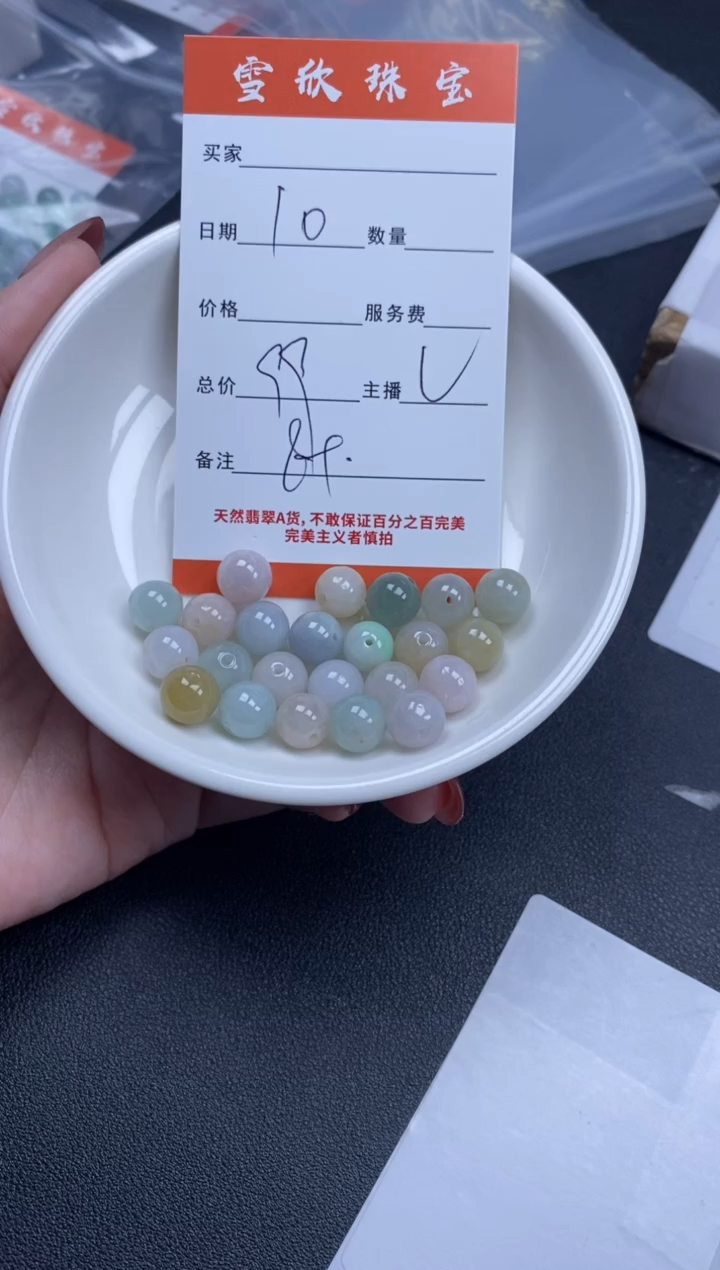 雪欣珠宝
买家
日期 10 数量
价格 服务费
总价 主播
备注
天然翡翠A货,不敢保证百分之百完美
完美主义者慎拍